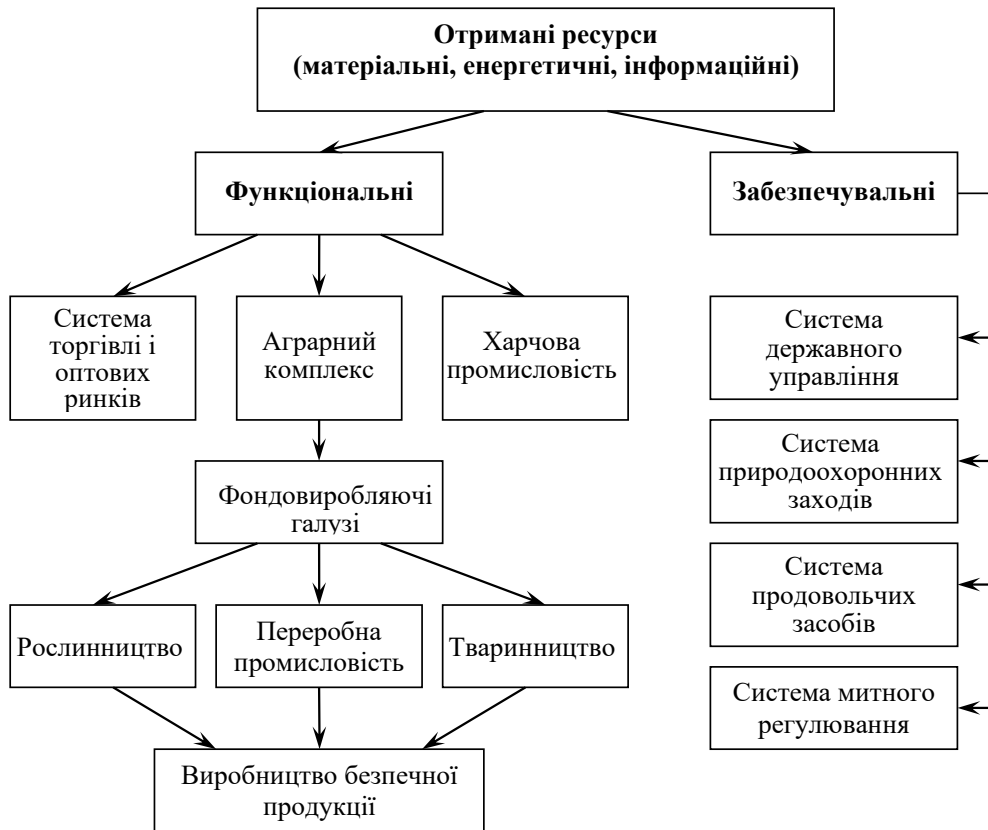 Отримані ресурси
(матеріальні, енергетичні, інформаційні)
Функціональні
Забезпечувальні
Система
торгівлі і
оптових
ринків
Аграрний
комплекс
Харчова
промисловість
Система
державного
управління
Фондовиробляючі
галузі
Система
природоохоронних
заходів
Рослинництво
Переробна
промисловість
Тваринництво
Система
продовольчих
засобів
Система митного
регулювання
Виробництво безпечної
продукції